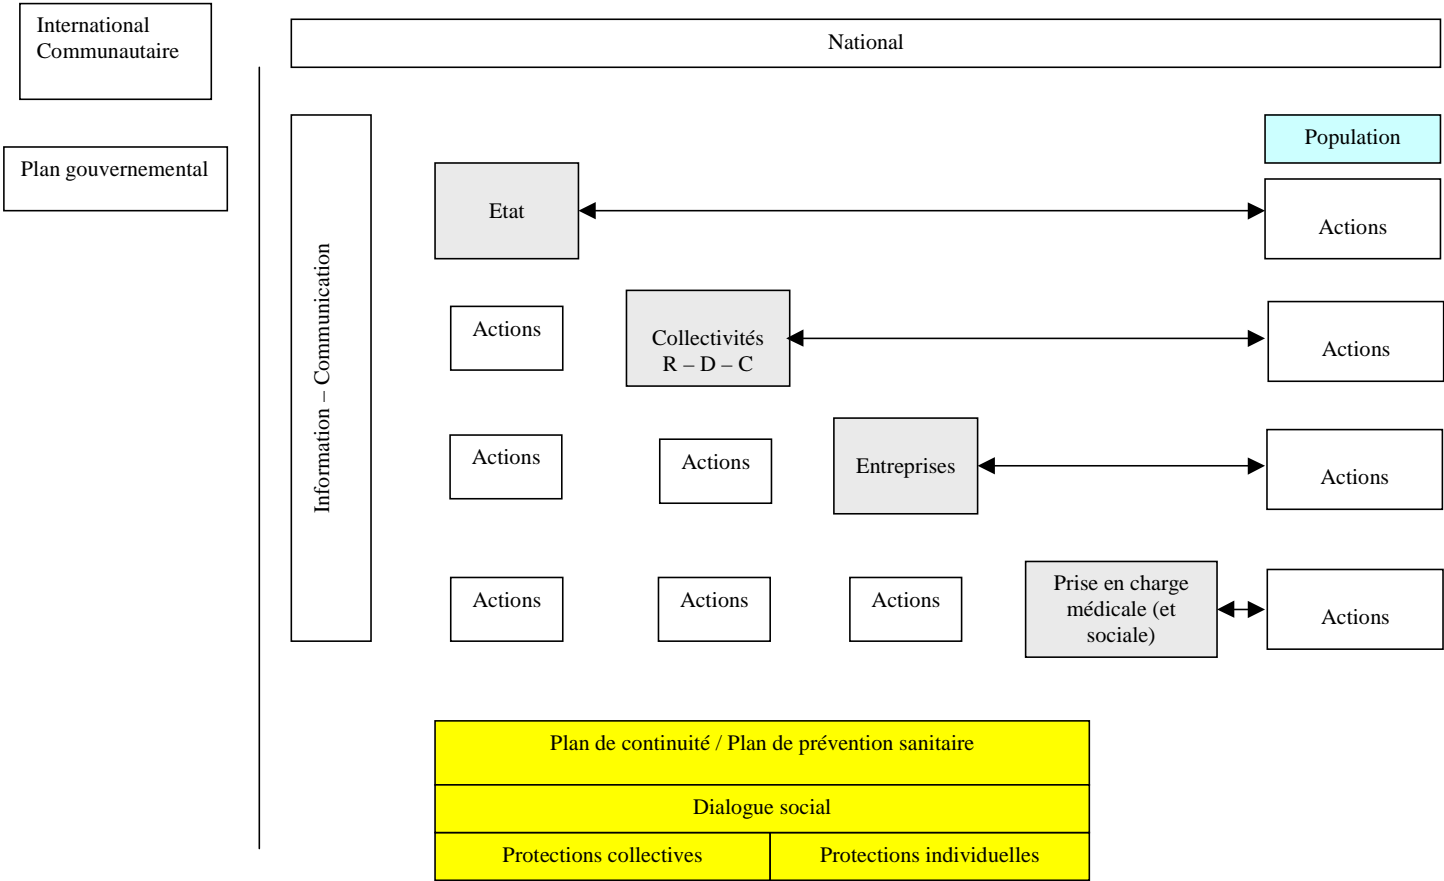 International
Communautaire
National
Plan gouvernemental
Information – Communication
Population
Etat
Actions
Actions
Collectivités
R – D – C
Actions
Actions
Actions
Entreprises
Actions
Actions
Actions
Actions
Prise en charge
médicale (et
sociale)
Actions
Plan de continuité / Plan de prévention sanitaire
Dialogue social
Protections collectives
Protections individuelles